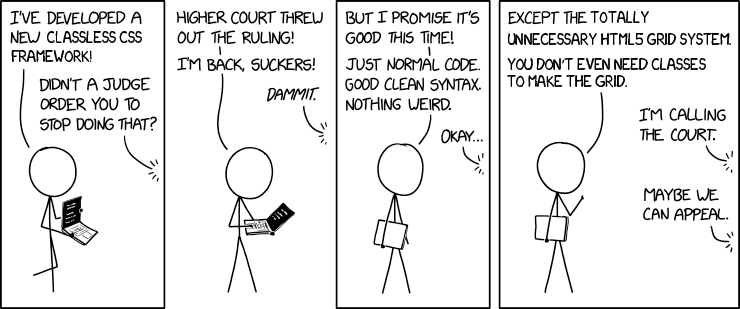 I'VE DEVELOPED A
NEW CLASSLESS CSS
FRAMEWORK!
DIDN'T A JUDGE
ORDER YOU TO
STOP DOING THAT?
HIGHER COURT THREW
OUT THE RULING!
I'M BACK, SUCKERS!
DAMMIT.
BUT I PROMISE IT'S
GOOD THIS TIME!
JUST NORMAL CODE.
GOOD CLEAN SYNTAX.
NOTHING WEIRD.
OKAY...
EXCEPT THE TOTALLY
UNNECESSARY HTML5 GRID SYSTEM.
YOU DON'T EVEN NEED CLASSES
TO MAKE THE GRID.
I'M CALLING
THE COURT.
MAYBE WE
CAN APPEAL.